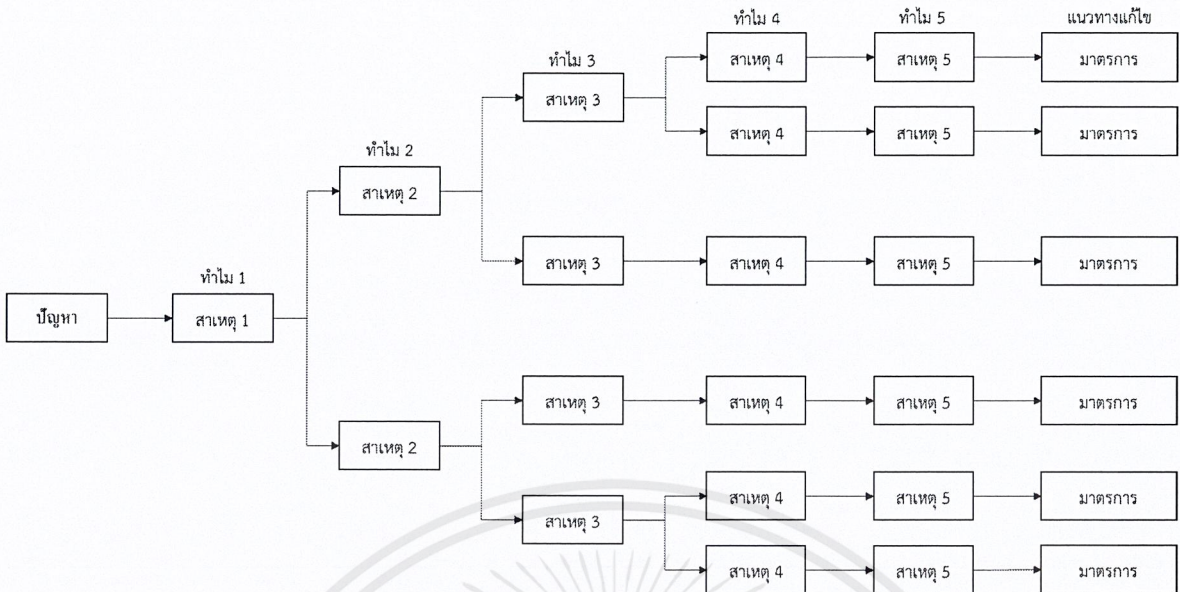 ทำไม 4
ทำไม 5
แนวทางแก้ไข
ทำไม 3
สาเหตุ 4
สาเหตุ 5
มาตรการ
สาเหตุ 3
สาเหตุ 4
สาเหตุ 5
มาตรการ
ทำไม 2
สาเหตุ 2
สาเหตุ 3
สาเหตุ 4
สาเหตุ 5
มาตรการ
ทำไม 1
ปัญหา
สาเหตุ 1
สาเหตุ 3
สาเหตุ 4
สาเหตุ 5
มาตรการ
สาเหตุ 2
สาเหตุ 4
สาเหตุ 5
มาตรการ
สาเหตุ 3
สาเหตุ 4
สาเหตุ 5
มาตรการ